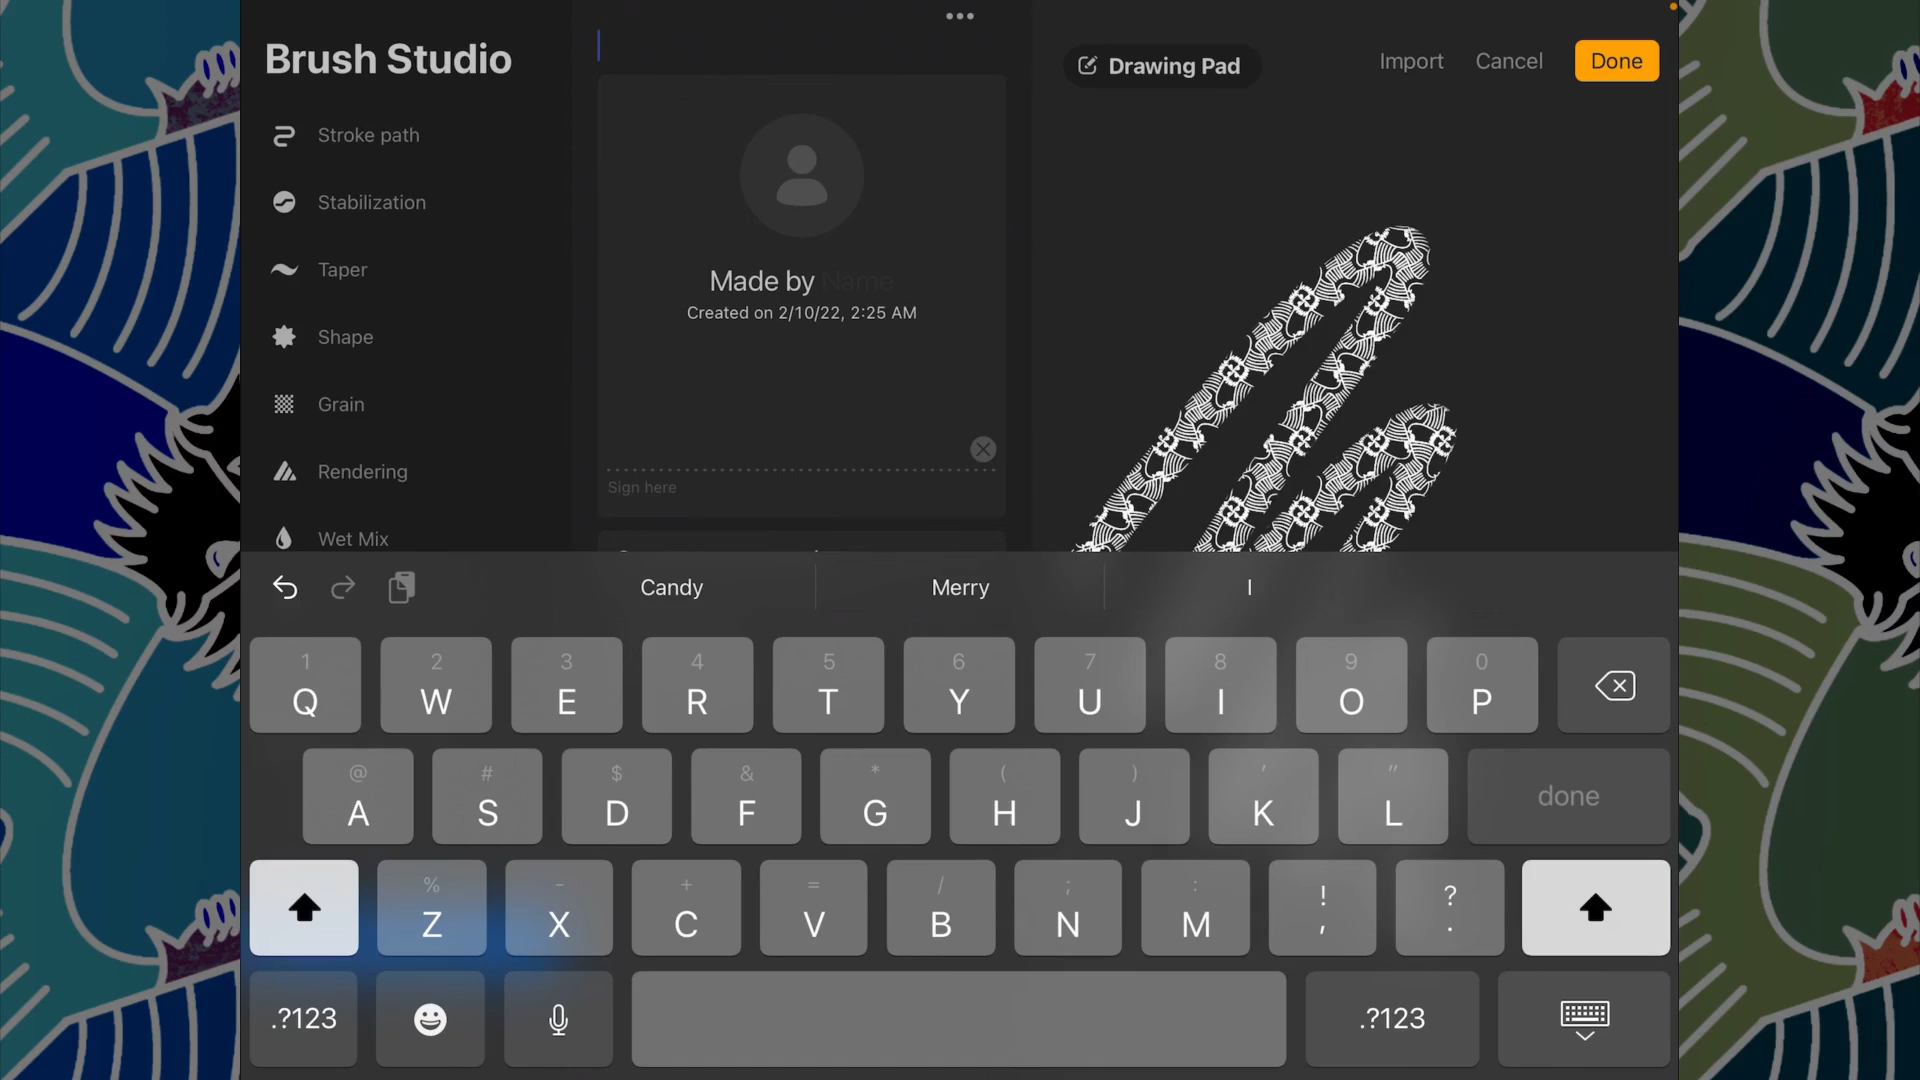 Brush Studio
Stroke path
Stabilization
Taper
Shape
Grain
Rendering
Wet Mix
Made by Name
Created on 2/10/22, 2:25 AM
Sign here
Drawing Pad
Import Cancel Done
Candy Merry I
1 2 3 4 5 6 7 8 9 0
Q W E R T Y U I O P
@ # $ & * ( ) ' "
A S D F G H J K L done
% - + = / ; : ! ?
Z X C V B N M , .
.?123 .?123